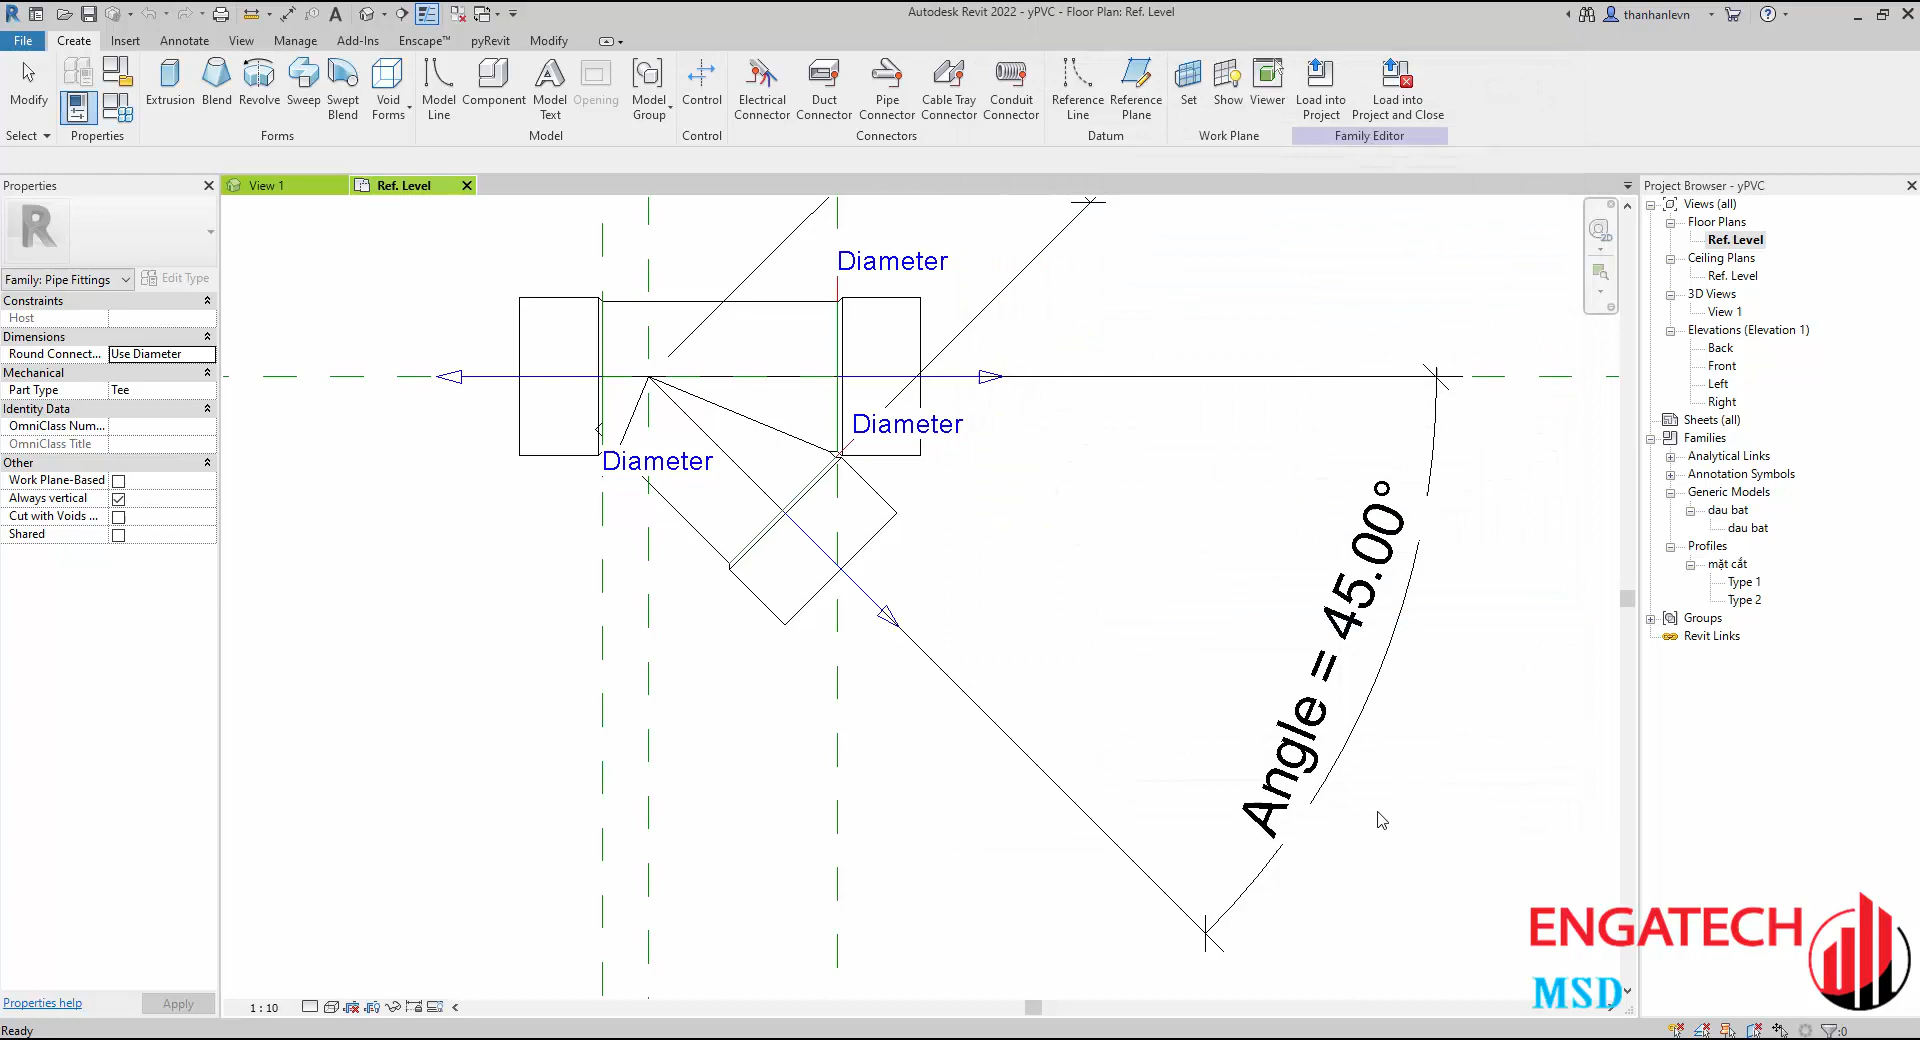 Autodesk Revit 2022 - yPVC - Floor Plan: Ref. Level
thanhanlevn
File
Create
Insert
Annotate
View
Manage
Add-Ins
Enscape™
pyRevit
Modify
Modify
Extrusion
Blend
Revolve
Sweep
Swept
Blend
Void
Forms
Model
Line
Component
Model
Text
Opening
Model
Group
Control
Electrical
Connector
Duct
Connector
Pipe
Connector
Cable Tray
Connector
Conduit
Connector
Reference
Line
Reference
Plane
Set
Show
Viewer
Load into
Project
Load into
Project and Close
Select
Properties
Forms
Model
Control
Connectors
Datum
Work Plane
Family Editor
Properties
View 1
Ref. Level
Project Browser - yPVC
Family: Pipe Fittings
Edit Type
Constraints
Host
Dimensions
Round Connect...
Use Diameter
Mechanical
Part Type
Tee
Identity Data
OmniClass Num...
OmniClass Title
Other
Work Plane-Based
Always vertical
Cut with Voids ...
Shared
Properties help
Apply
Diameter
Diameter
Diameter
Angle = 45.00°
2D
Views (all)
Floor Plans
Ref. Level
Ceiling Plans
Ref. Level
3D Views
View 1
Elevations (Elevation 1)
Back
Front
Left
Right
Sheets (all)
Families
Analytical Links
Annotation Symbols
Generic Models
dau bat
dau bat
Profiles
mặt cắt
Type 1
Type 2
Groups
Revit Links
ENGATECH
MSD
1 : 10
Ready
:0